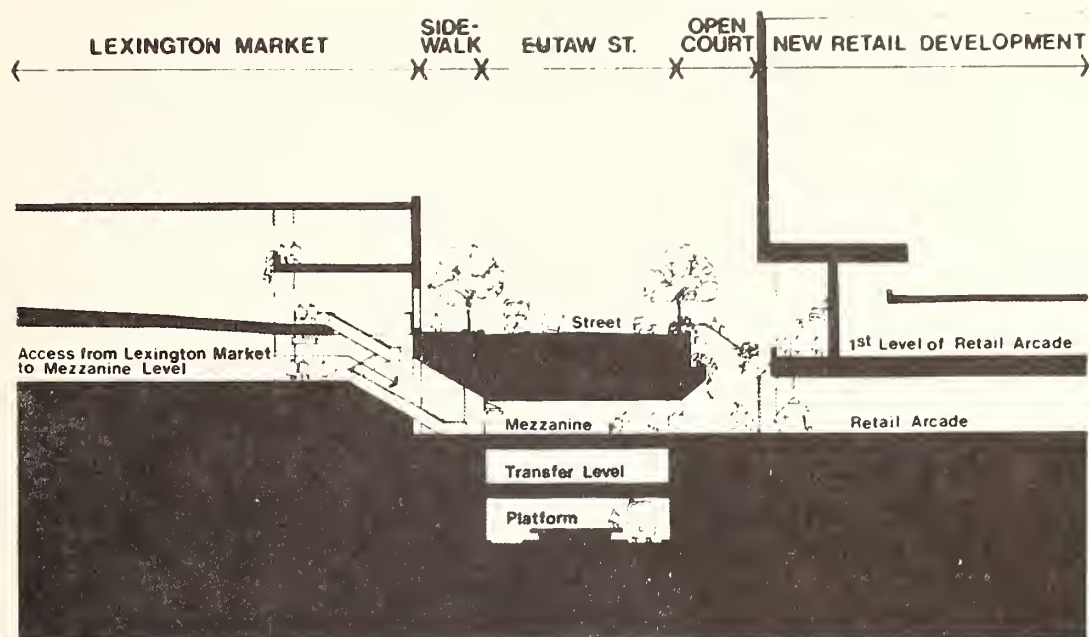 LEXINGTON MARKET
SIDE-
WALK
EUTAW ST.
OPEN
COURT
NEW RETAIL DEVELOPMENT
Street
Access from Lexington Market
to Mezzanine Level
1st Level of Retail Arcade
Mezzanine
Retail Arcade
Transfer Level
Platform